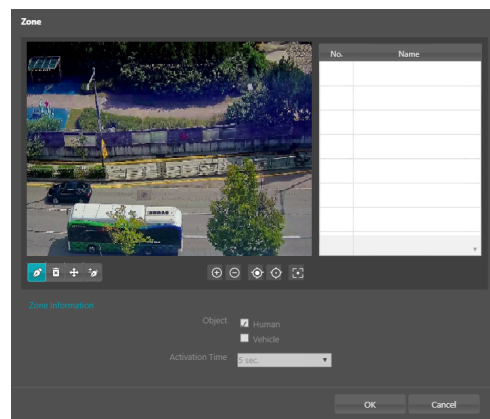 Zone
No. Name
Zone Information
Object Human
Vehicle
Activation Time 5 sec.
OK Cancel